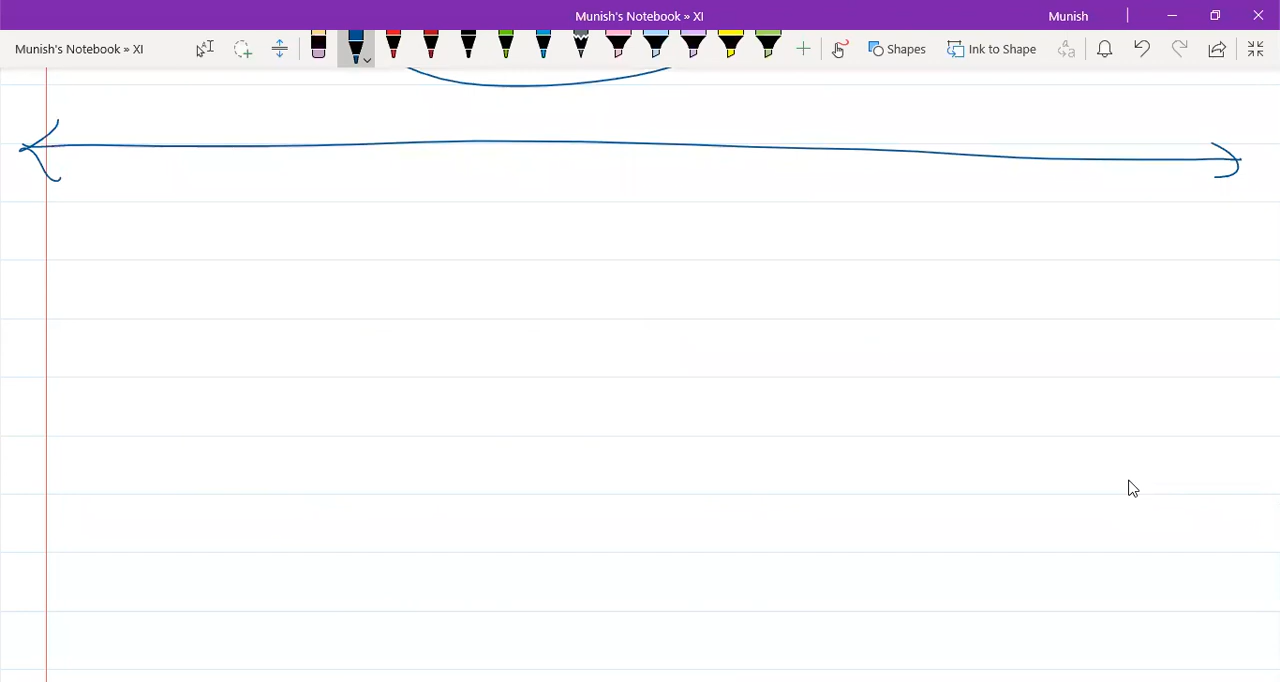 Munish's Notebook » XI
Munish
Munish's Notebook » XI
Shapes
Ink to Shape